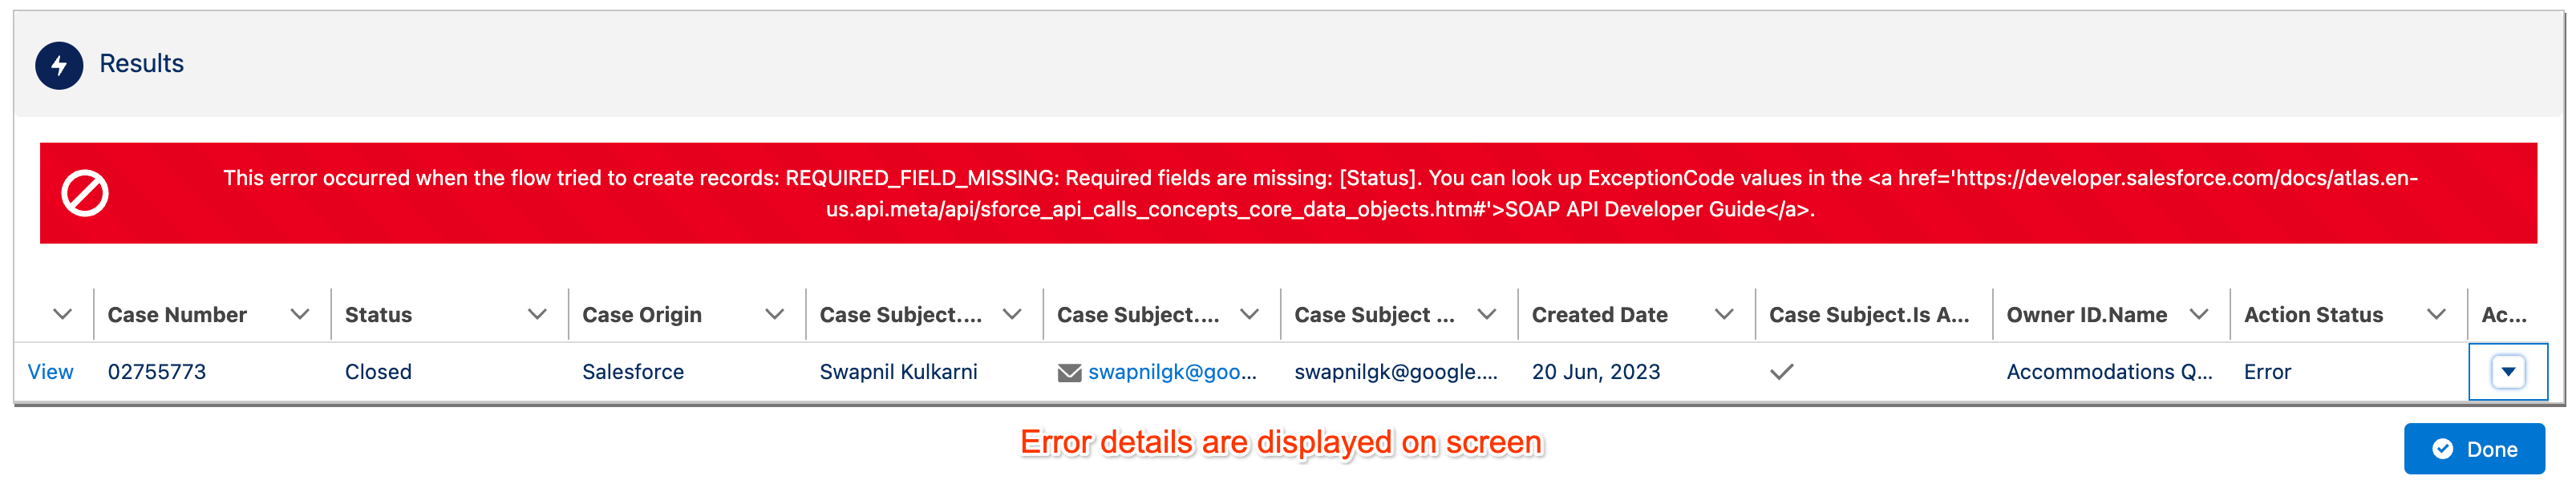 Results
This error occurred when the flow tried to create records: REQUIRED_FIELD_MISSING: Required fields are missing: [Status]. You can look up ExceptionCode values in the <a href='https://developer.salesforce.com/docs/atlas.en-
us.api.meta/api/sforce_api_calls_concepts_core_data_objects.htm#'>SOAP API Developer Guide</a>.
Case Number Status Case Origin Case Subject.... Case Subject.... Case Subject ... Created Date Case Subject.Is A... Owner ID.Name Action Status Ac...
View 02755773 Closed Salesforce Swapnil Kulkarni swapnilgk@goo... swapnilgk@google.... 20 Jun, 2023 Accommodations Q... Error
Error details are displayed on screen
Done